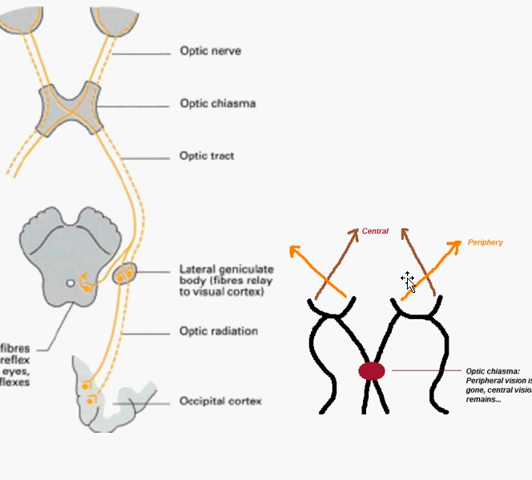 Optic nerve
Optic chiasma
Optic tract
Lateral geniculate
body (fibres relay
to visual cortex)
fibres
reflex
eyes,
flexes
Optic radiation
Occipital cortex
Central
Periphery
Optic chiasma:
Peripheral vision is
gone, central visio
remains...